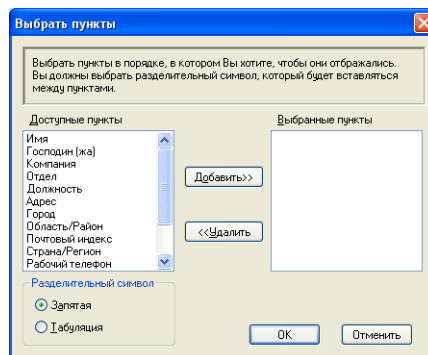 Выбрать пункты
Выбрать пункты в порядке, в котором Вы хотите, чтобы они отбражались.
Вы должны выбрать разделительный символ, который будет вставляться
между пунктами.
Доступные пункты
Выбранные пункты
Имя
Господин (жа)
Компания
Отдел
Должность
Адрес
Город
Область/Район
Почтовый индекс
Страна/Регион
Рабочий телефон
Добавить>>
<<Удалить
Разделительный символ
Запятая
Табуляция
OK
Отменить